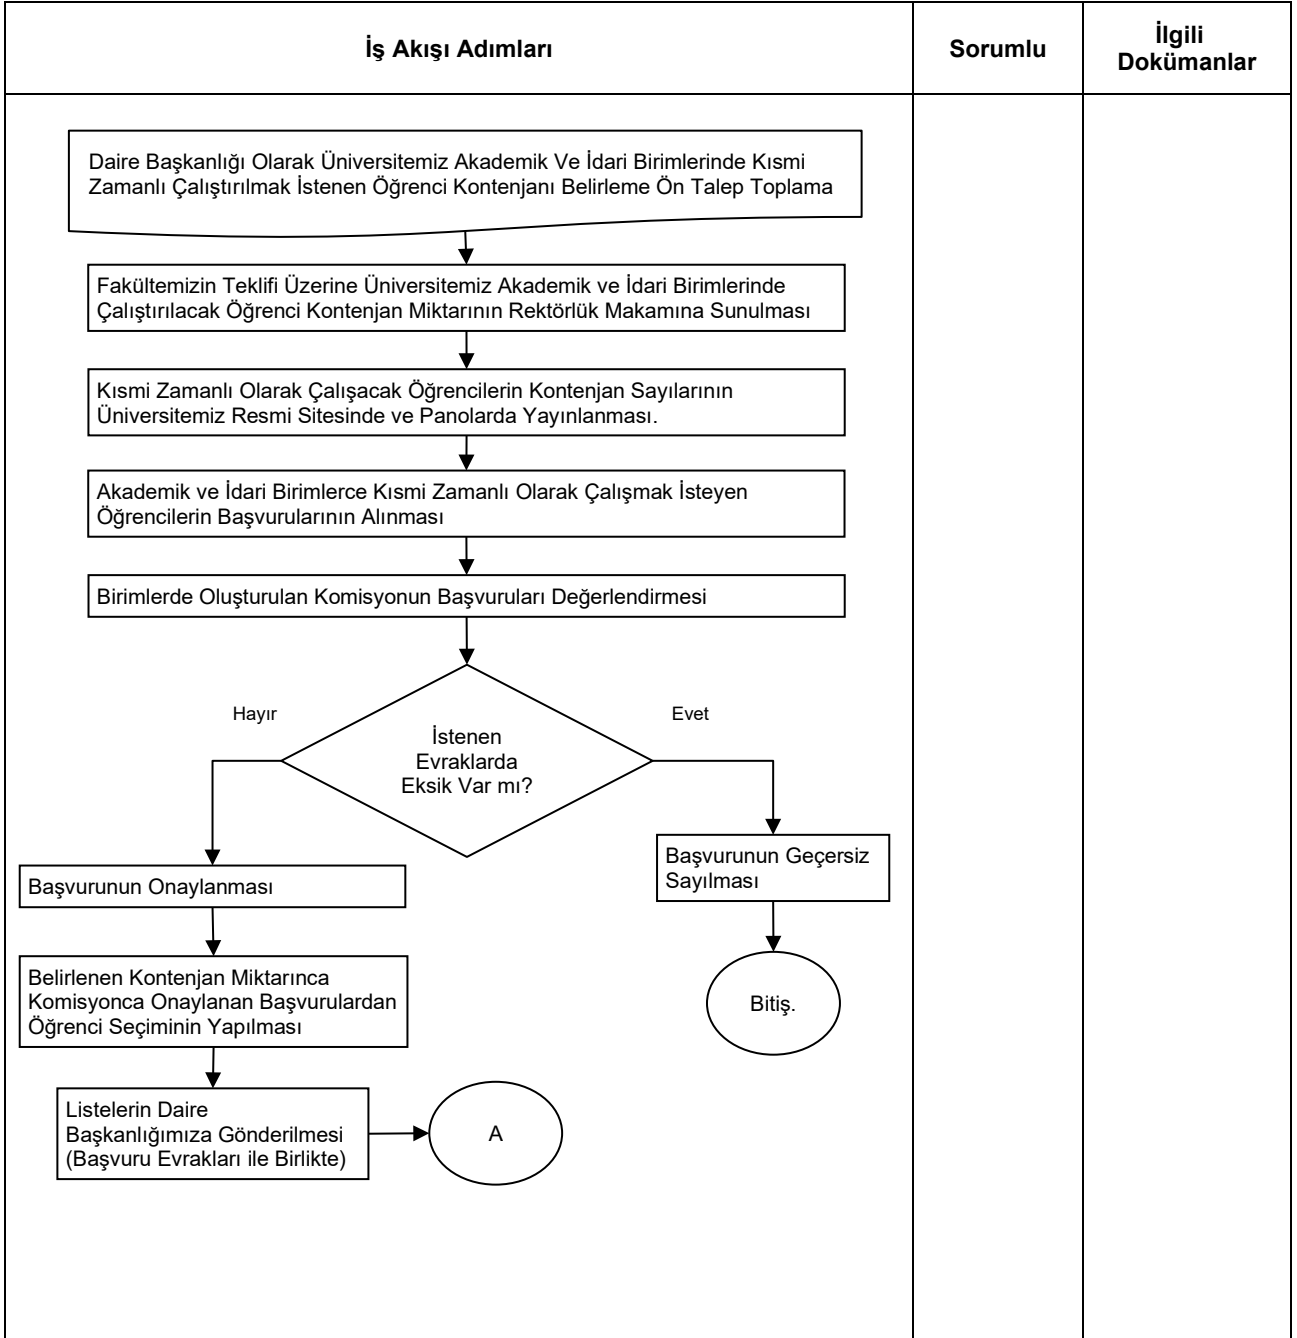 İş Akışı Adımları
Sorumlu
İlgili
Dokümanlar
Daire Başkanlığı Olarak Üniversitemiz Akademik Ve İdari Birimlerinde Kısmi
Zamanlı Çalıştırılmak İstenen Öğrenci Kontenjanı Belirleme Ön Talep Toplama
Fakültemizin Teklifi Üzerine Üniversitemiz Akademik ve İdari Birimlerinde
Çalıştırılacak Öğrenci Kontenjan Miktarının Rektörlük Makamına Sunulması
Kısmi Zamanlı Olarak Çalışacak Öğrencilerin Kontenjan Sayılarının
Üniversitemiz Resmi Sitesinde ve Panolarda Yayınlanması.
Akademik ve İdari Birimlerce Kısmi Zamanlı Olarak Çalışmak İsteyen
Öğrencilerin Başvurularının Alınması
Birimlerde Oluşturulan Komisyonun Başvuruları Değerlendirmesi
Hayır
Evet
İstenen
Evraklarda
Eksik Var mı?
Başvurunun Geçersiz
Sayılması
Başvurunun Onaylanması
Belirlenen Kontenjan Miktarınca
Komisyonca Onaylanan Başvurulardan
Öğrenci Seçiminin Yapılması
Bitiş.
Listelerin Daire
Başkanlığımıza Gönderilmesi
(Başvuru Evrakları ile Birlikte)
A